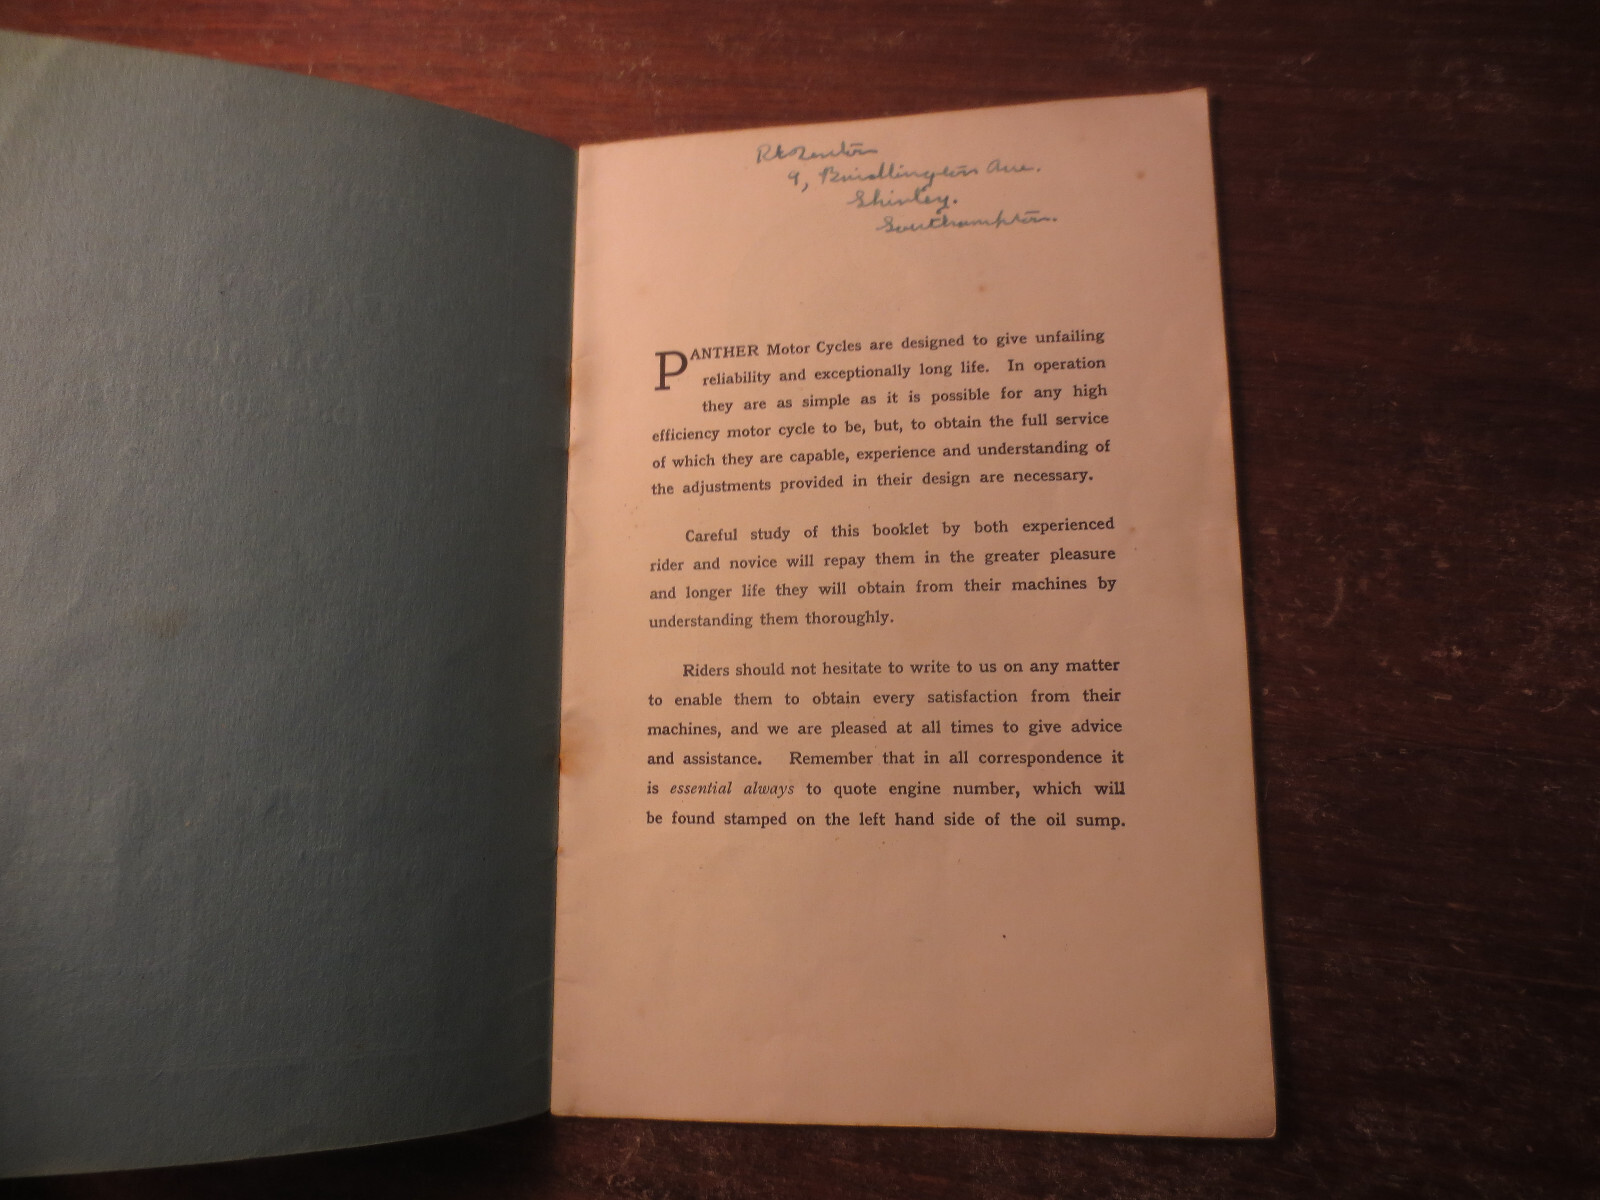 9, Bridlington Ave.
Shirley.
Southampton.
PANTHER Motor Cycles are designed to give unfailing
reliability and exceptionally long life. In operation
they are as simple as it is possible for any high
efficiency motor cycle to be, but, to obtain the full service
of which they are capable, experience and understanding of
the adjustments provided in their design are necessary.
Careful study of this booklet by both experienced
rider and novice will repay them in the greater pleasure
and longer life they will obtain from their machines by
understanding them thoroughly.
Riders should not hesitate to write to us on any matter
to enable them to obtain every satisfaction from their
machines, and we are pleased at all times to give advice
and assistance. Remember that in all correspondence it
is essential always to quote engine number, which will
be found stamped on the left hand side of the oil sump.